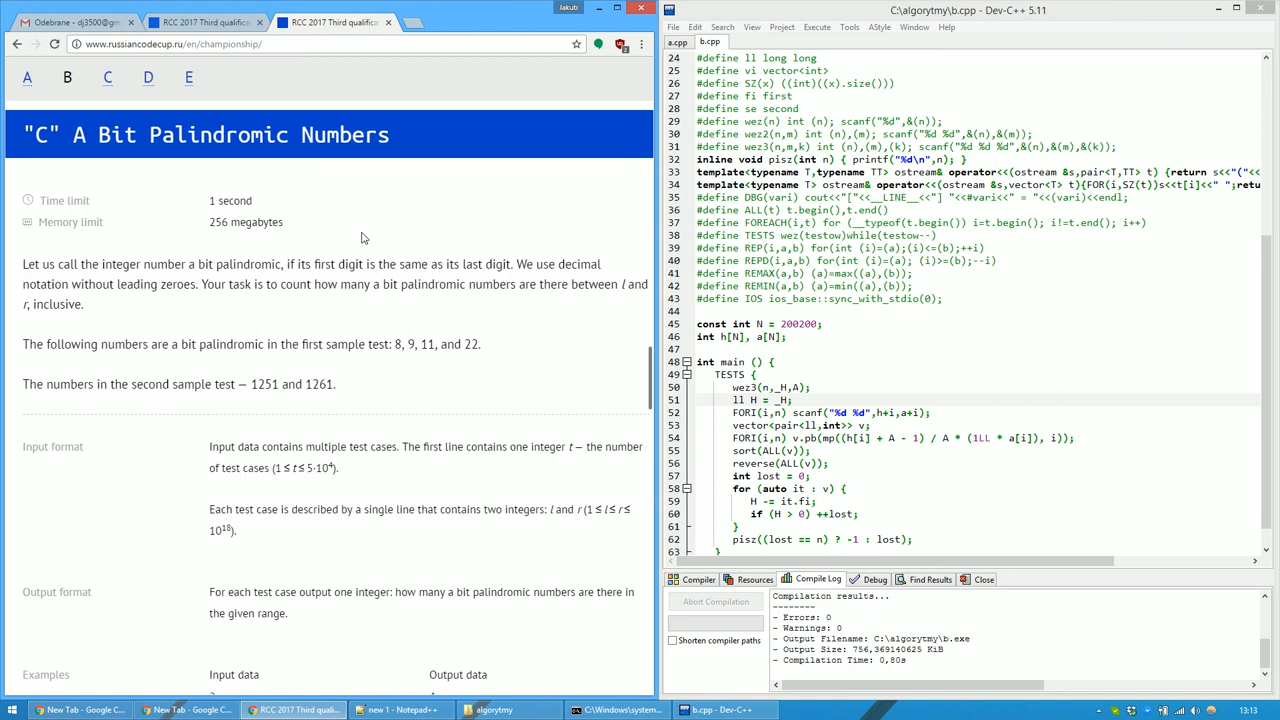 Jakub
Odebrane - dj3500@gm
RCC 2017 Third qualifica
RCC 2017 Third qualifica
www.russiancodecup.ru/en/championship/
A B C D E
"C" A Bit Palindromic Numbers
Time limit 1 second
Memory limit 256 megabytes
Let us call the integer number a bit palindromic, if its first digit is the same as its last digit. We use decimal
notation without leading zeroes. Your task is to count how many a bit palindromic numbers are there between l and
r, inclusive.
The following numbers are a bit palindromic in the first sample test: 8, 9, 11, and 22.
The numbers in the second sample test — 1251 and 1261.
Input format Input data contains multiple test cases. The first line contains one integer t — the number
of test cases (1 ≤ t ≤ 5·10⁴).
Each test case is described by a single line that contains two integers: l and r (1 ≤ l ≤ r ≤
10¹⁸).
Output format For each test case output one integer: how many a bit palindromic numbers are there in
the given range.
Examples Input data Output data
C:\algorytmy\b.cpp - Dev-C++ 5.11
File Edit Search View Project Execute Tools AStyle Window Help
a.cpp b.cpp
24 #define ll long long
25 #define vi vector<int>
26 #define SZ(x) ((int)((x).size()))
27 #define fi first
28 #define se second
29 #define wez(n) int (n); scanf("%d",&(n));
30 #define wez2(n,m) int (n),(m); scanf("%d %d",&(n),&(m));
31 #define wez3(n,m,k) int (n),(m),(k); scanf("%d %d %d",&(n),&(m),&(k));
32 inline void pisz(int n) { printf("%d\n",n); }
33 template<typename T,typename TT> ostream& operator<<(ostream &s,pair<T,TT> t) {return s<<"("<
34 template<typename T> ostream& operator<<(ostream &s,vector<T> t){FOR(i,SZ(t))s<<t[i]<<" ";retu
35 #define DBG(vari) cout<<"["<<__LINE__<<"] "<<#vari<<" = "<<(vari)<<endl;
36 #define ALL(t) t.begin(),t.end()
37 #define FOREACH(i,t) for (__typeof(t.begin()) i=t.begin(); i!=t.end(); i++)
38 #define TESTS wez(testow)while(testow--)
39 #define REP(i,a,b) for(int (i)=(a);(i)<=(b);++i)
40 #define REPD(i,a,b) for(int (i)=(a); (i)>=(b);--i)
41 #define REMAX(a,b) (a)=max((a),(b));
42 #define REMIN(a,b) (a)=min((a),(b));
43 #define IOS ios_base::sync_with_stdio(0);
44
45 const int N = 200200;
46 int h[N], a[N];
47
48 int main () {
49 TESTS {
50 wez3(n,_H,A);
51 ll H = _H;
52 FORI(i,n) scanf("%d %d",h+i,a+i);
53 vector<pair<ll,int>> v;
54 FORI(i,n) v.pb(mp((h[i] + A - 1) / A * (1LL * a[i]), i));
55 sort(ALL(v));
56 reverse(ALL(v));
57 int lost = 0;
58 for (auto it : v) {
59 H -= it.fi;
60 if (H > 0) ++lost;
61 }
62 pisz((lost == n) ? -1 : lost);
63 }
Compiler Resources Compile Log Debug Find Results Close
Abort Compilation
Shorten compiler paths
Compilation results...
--------
- Errors: 0
- Warnings: 0
- Output Filename: C:\algorytmy\b.exe
- Output Size: 756,369140625 KiB
- Compilation Time: 0,80s
New Tab - Google C... New Tab - Google C... RCC 2017 Third quali... new 1 - Notepad++ algorytmy C:\Windows\system... b.cpp - Dev-C++ 13:13